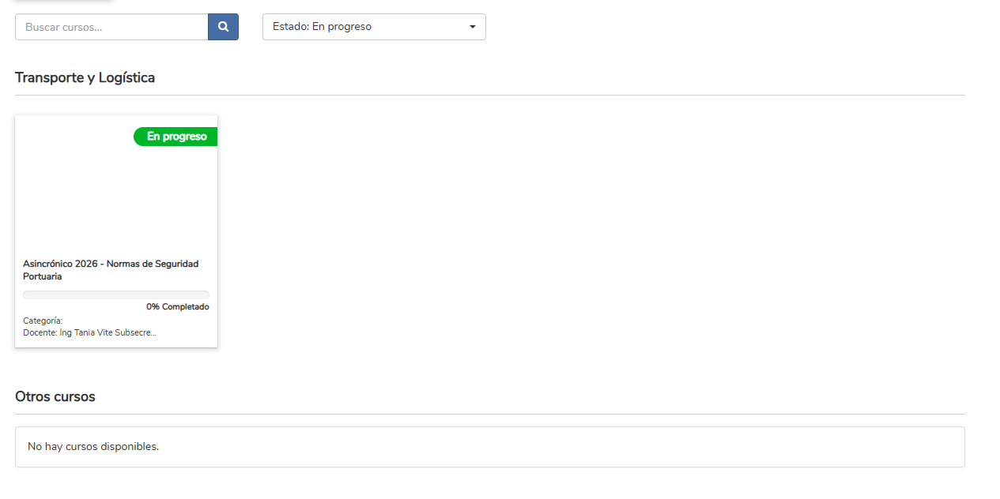 Buscar cursos...
Estado: En progreso
Transporte y Logística
En progreso
Asincrónico 2026 - Normas de Seguridad
Portuaria
0% Completado
Categoría:
Docente: Ing Tania Vite Subsecre...
Otros cursos
No hay cursos disponibles.